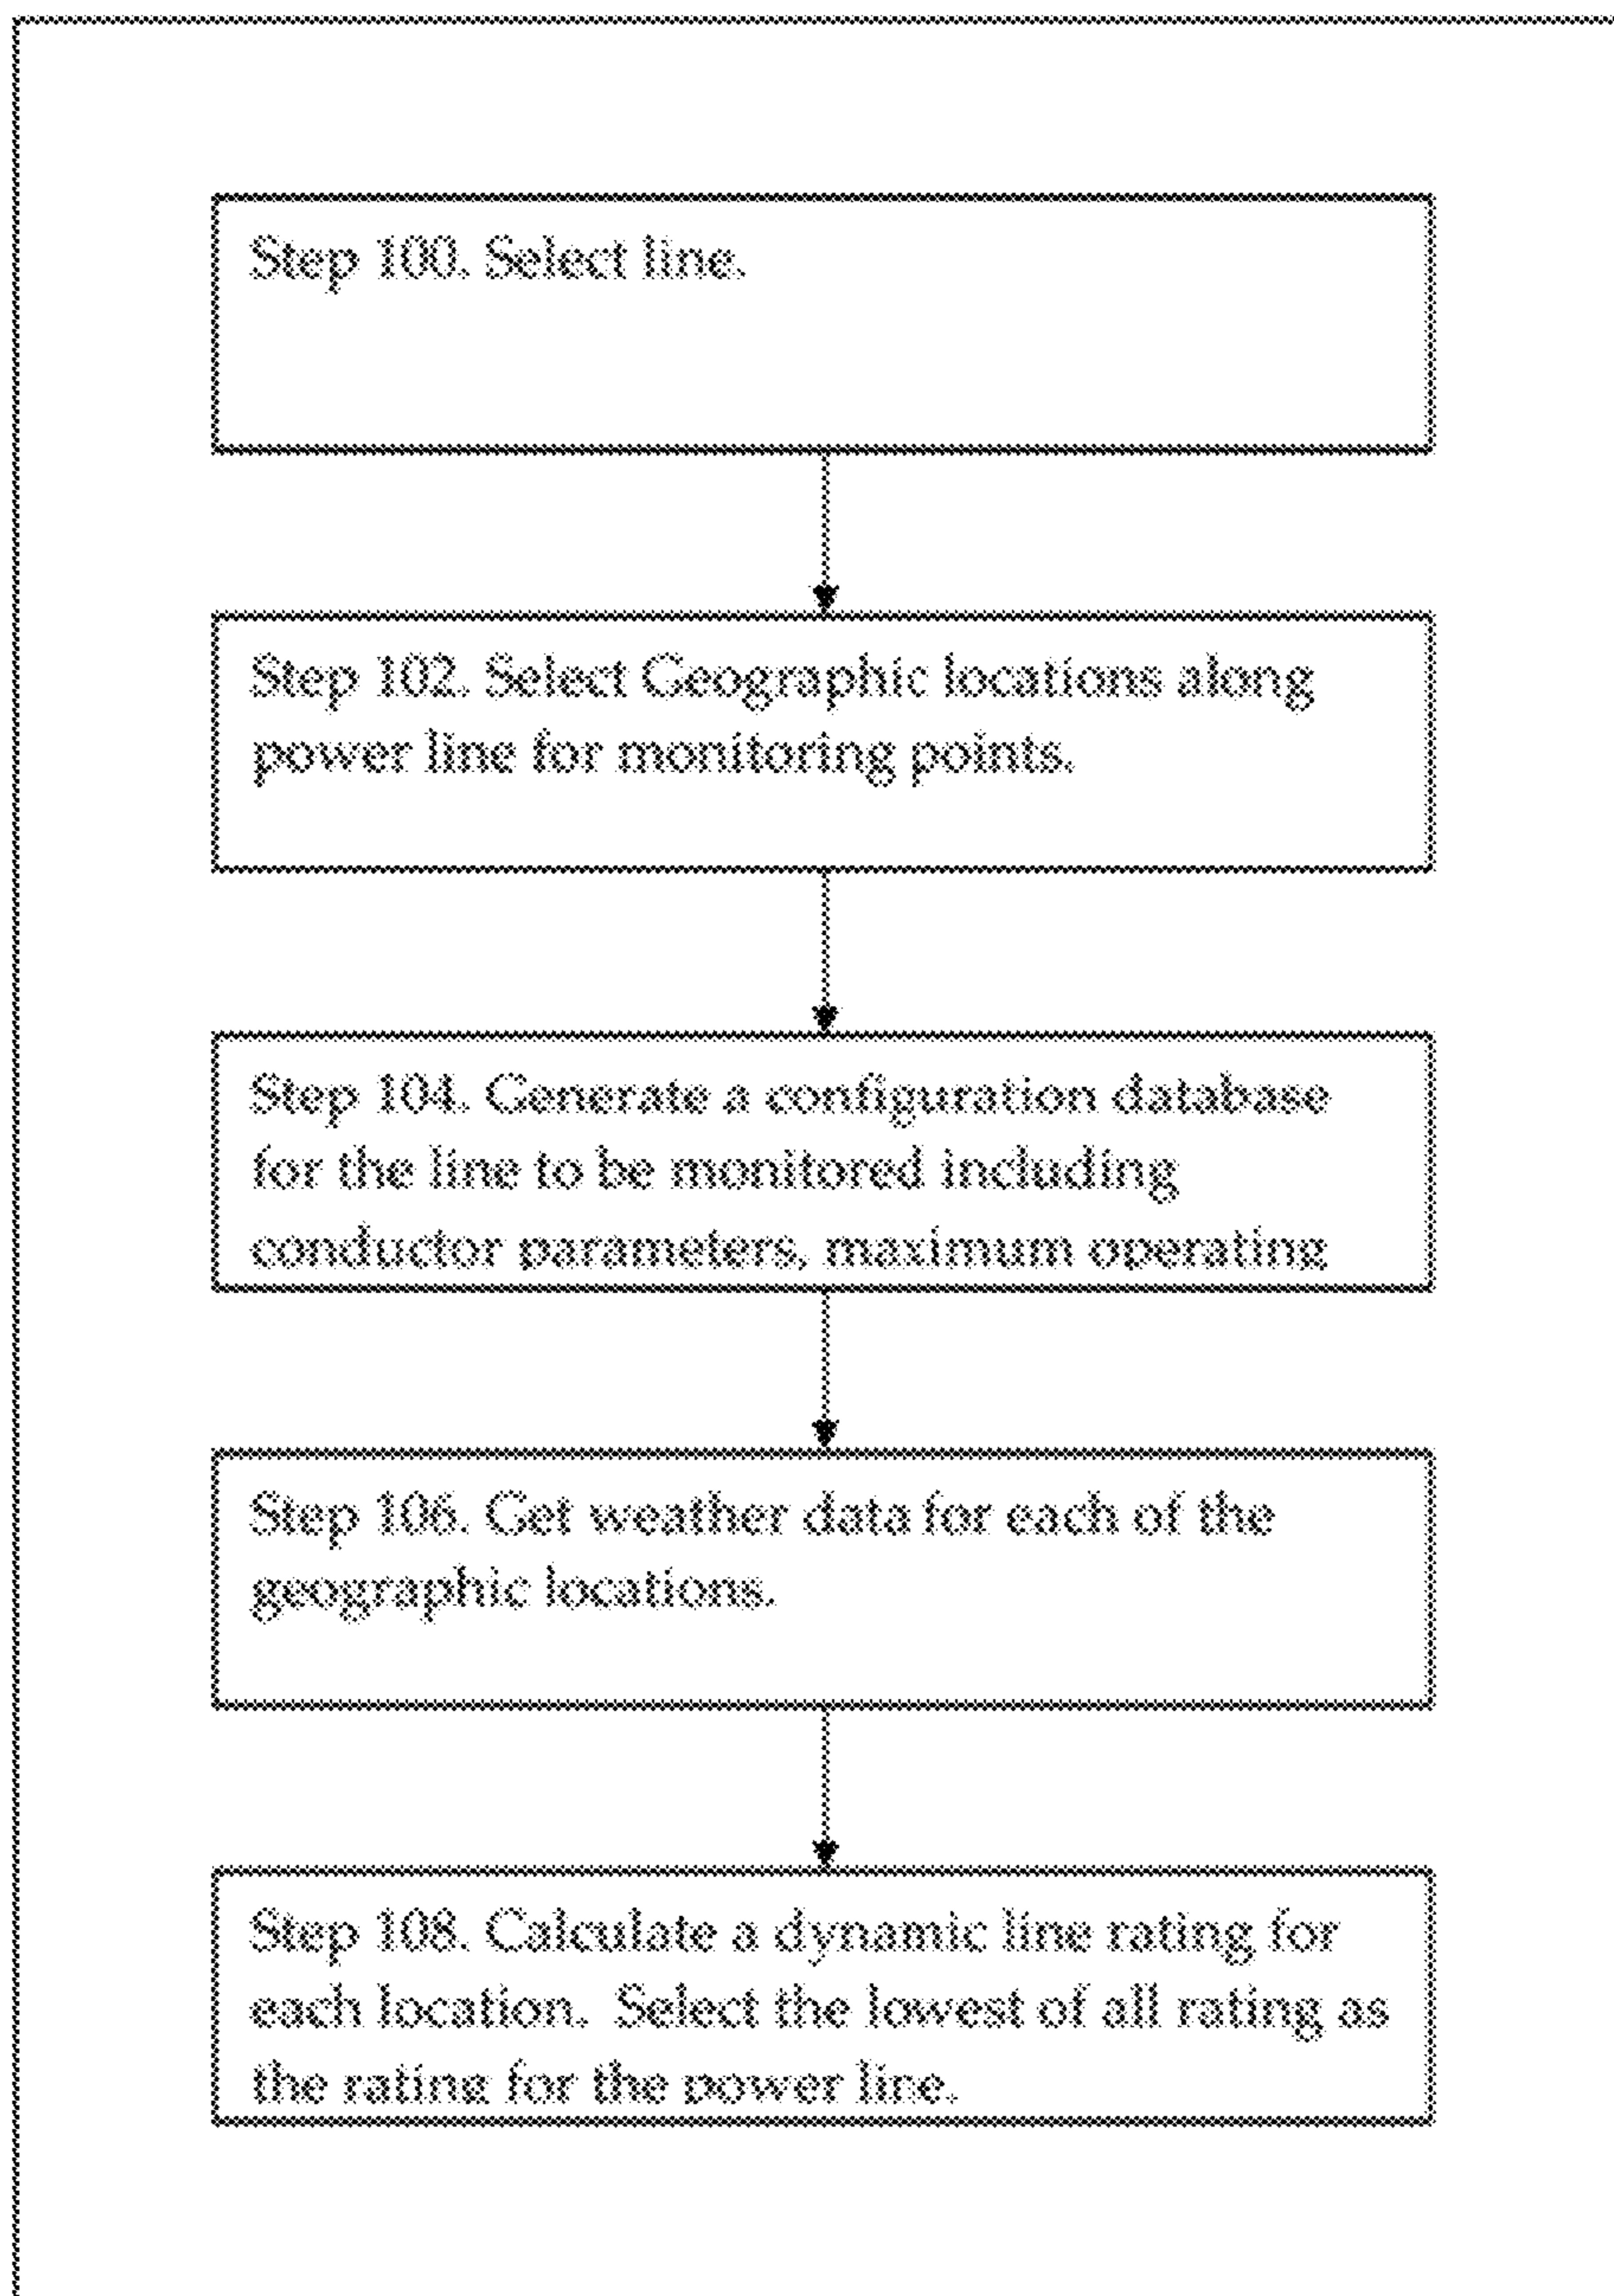 Step 100. Select line.
Step 102. Select Geographic locations along
power line for monitoring points.
Step 104. Generate a configuration database
for the line to be monitored including
conductor parameters, maximum operating
Step 106. Get weather data for each of the
geographic locations.
Step 108. Calculate a dynamic line rating for
each location.  Select the lowest of all rating as
the rating for the power line.